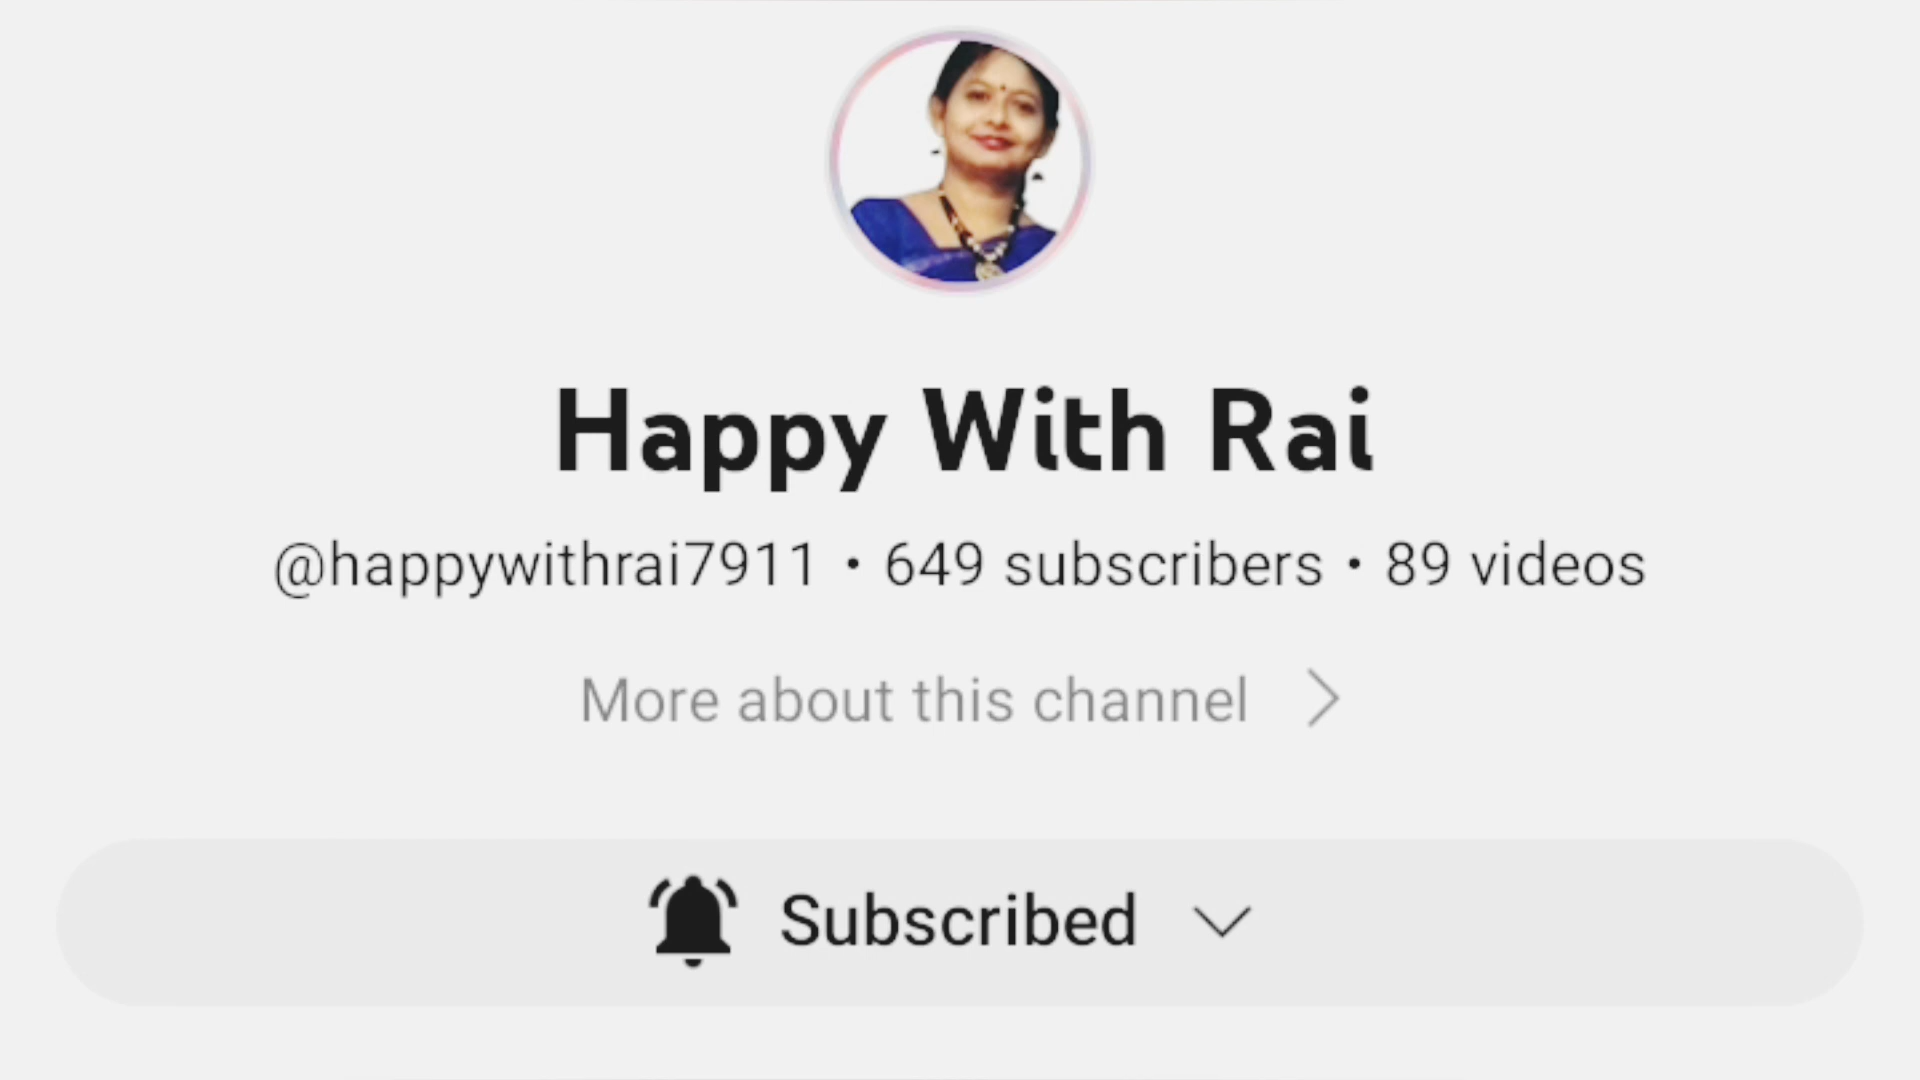 Happy With Rai
@happywithrai7911 • 649 subscribers • 89 videos
More about this channel
Subscribed